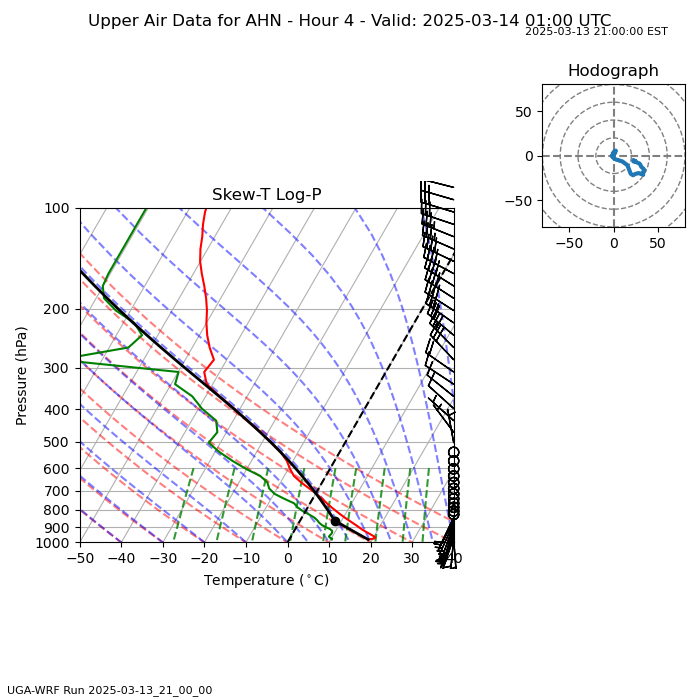 Upper Air Data for AHN - Hour 4 - Valid: 2025-03-14 01:00 UTC
2025-03-13 21:00:00 EST
Hodograph
50
0
−50
−50 0 50
Skew-T Log-P
100
200
300
400
500
600
700
800
900
1000
Pressure (hPa)
−50 −40 −30 −20 −10 0 10 20 30 40
Temperature (°C)
UGA-WRF Run 2025-03-13_21_00_00